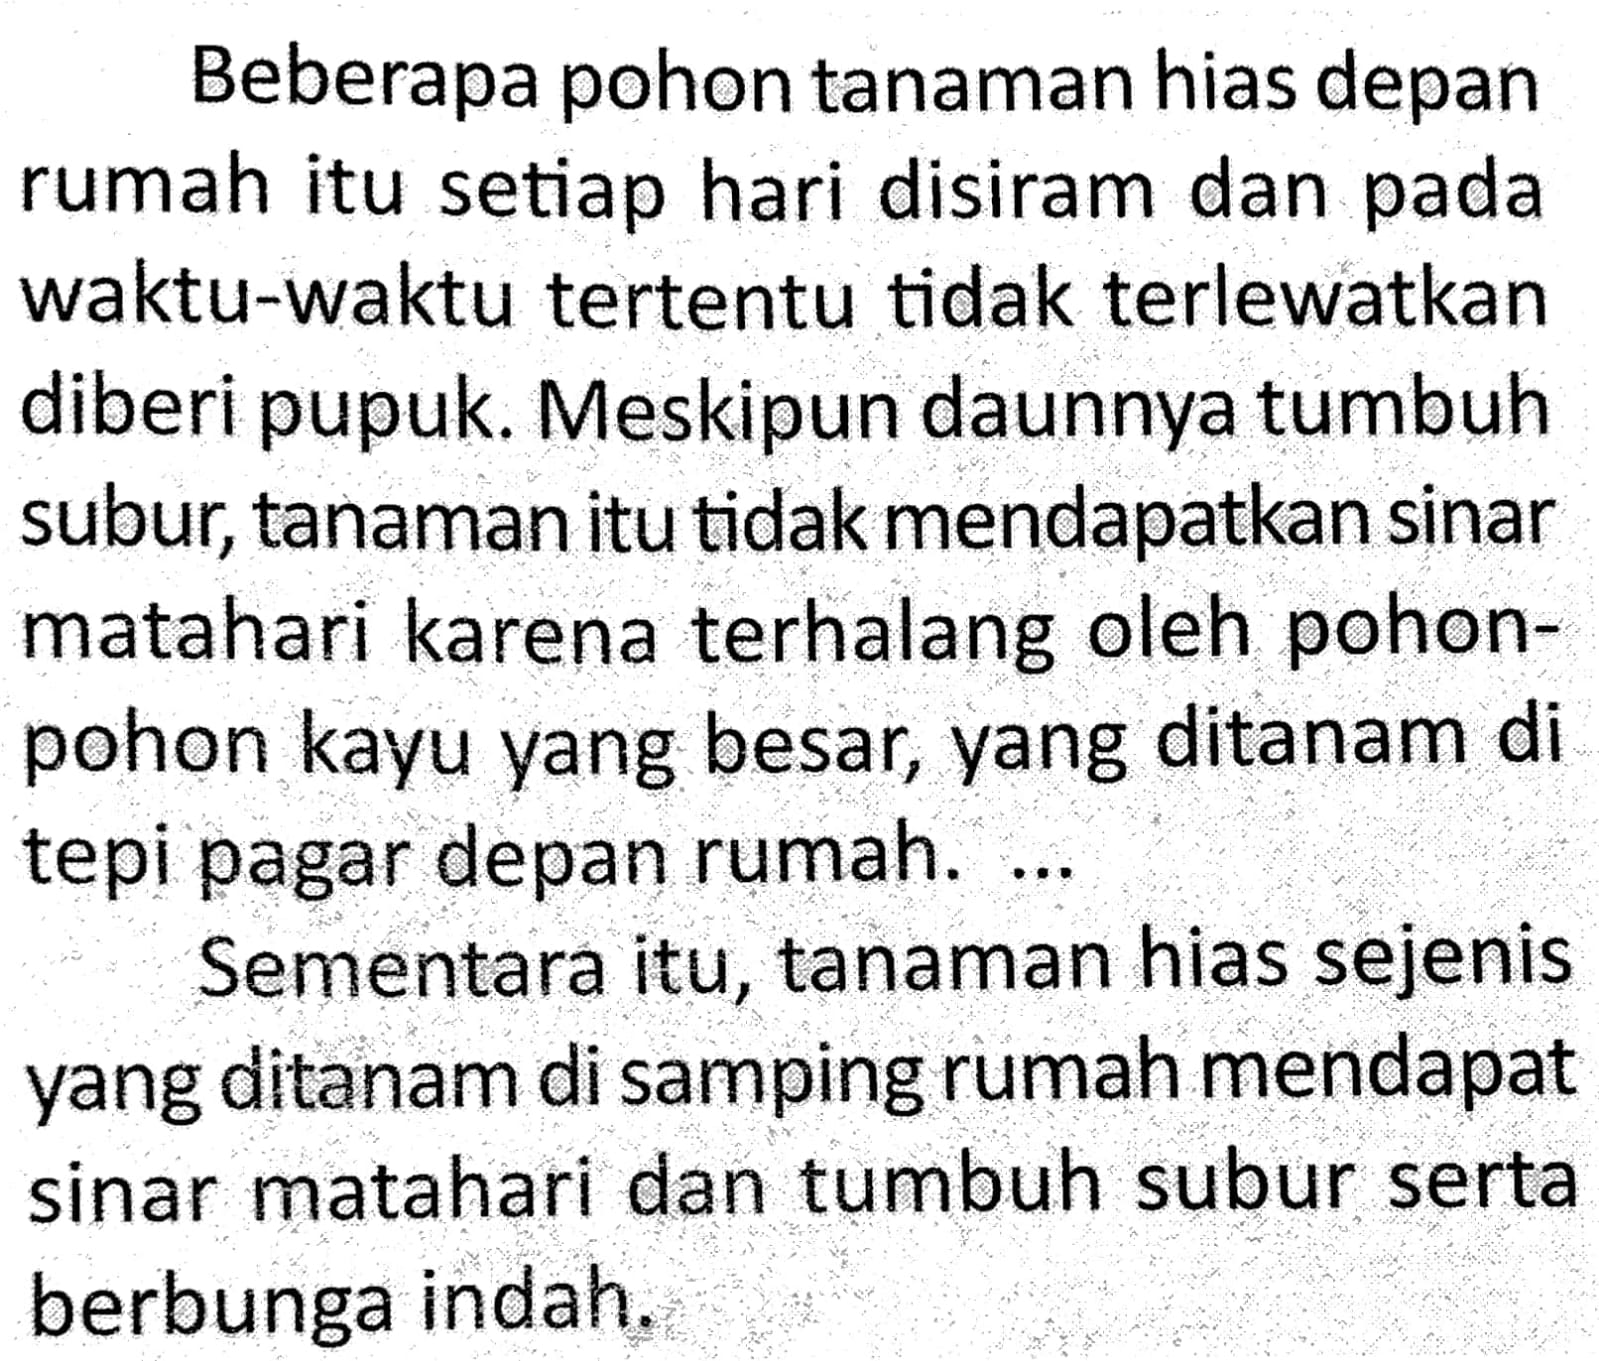 Beberapa pohon tanaman hias depan
rumah itu setiap hari disiram dan pada
waktu-waktu tertentu tidak terlewatkan
diberi pupuk. Meskipun daunnya tumbuh
subur, tanaman itu tidak mendapatkan sinar
matahari karena terhalang oleh pohon-
pohon kayu yang besar, yang ditanam di
tepi pagar depan rumah. ...
Sementara itu, tanaman hias sejenis
yang ditanam di samping rumah mendapat
sinar matahari dan tumbuh subur serta
berbunga indah.